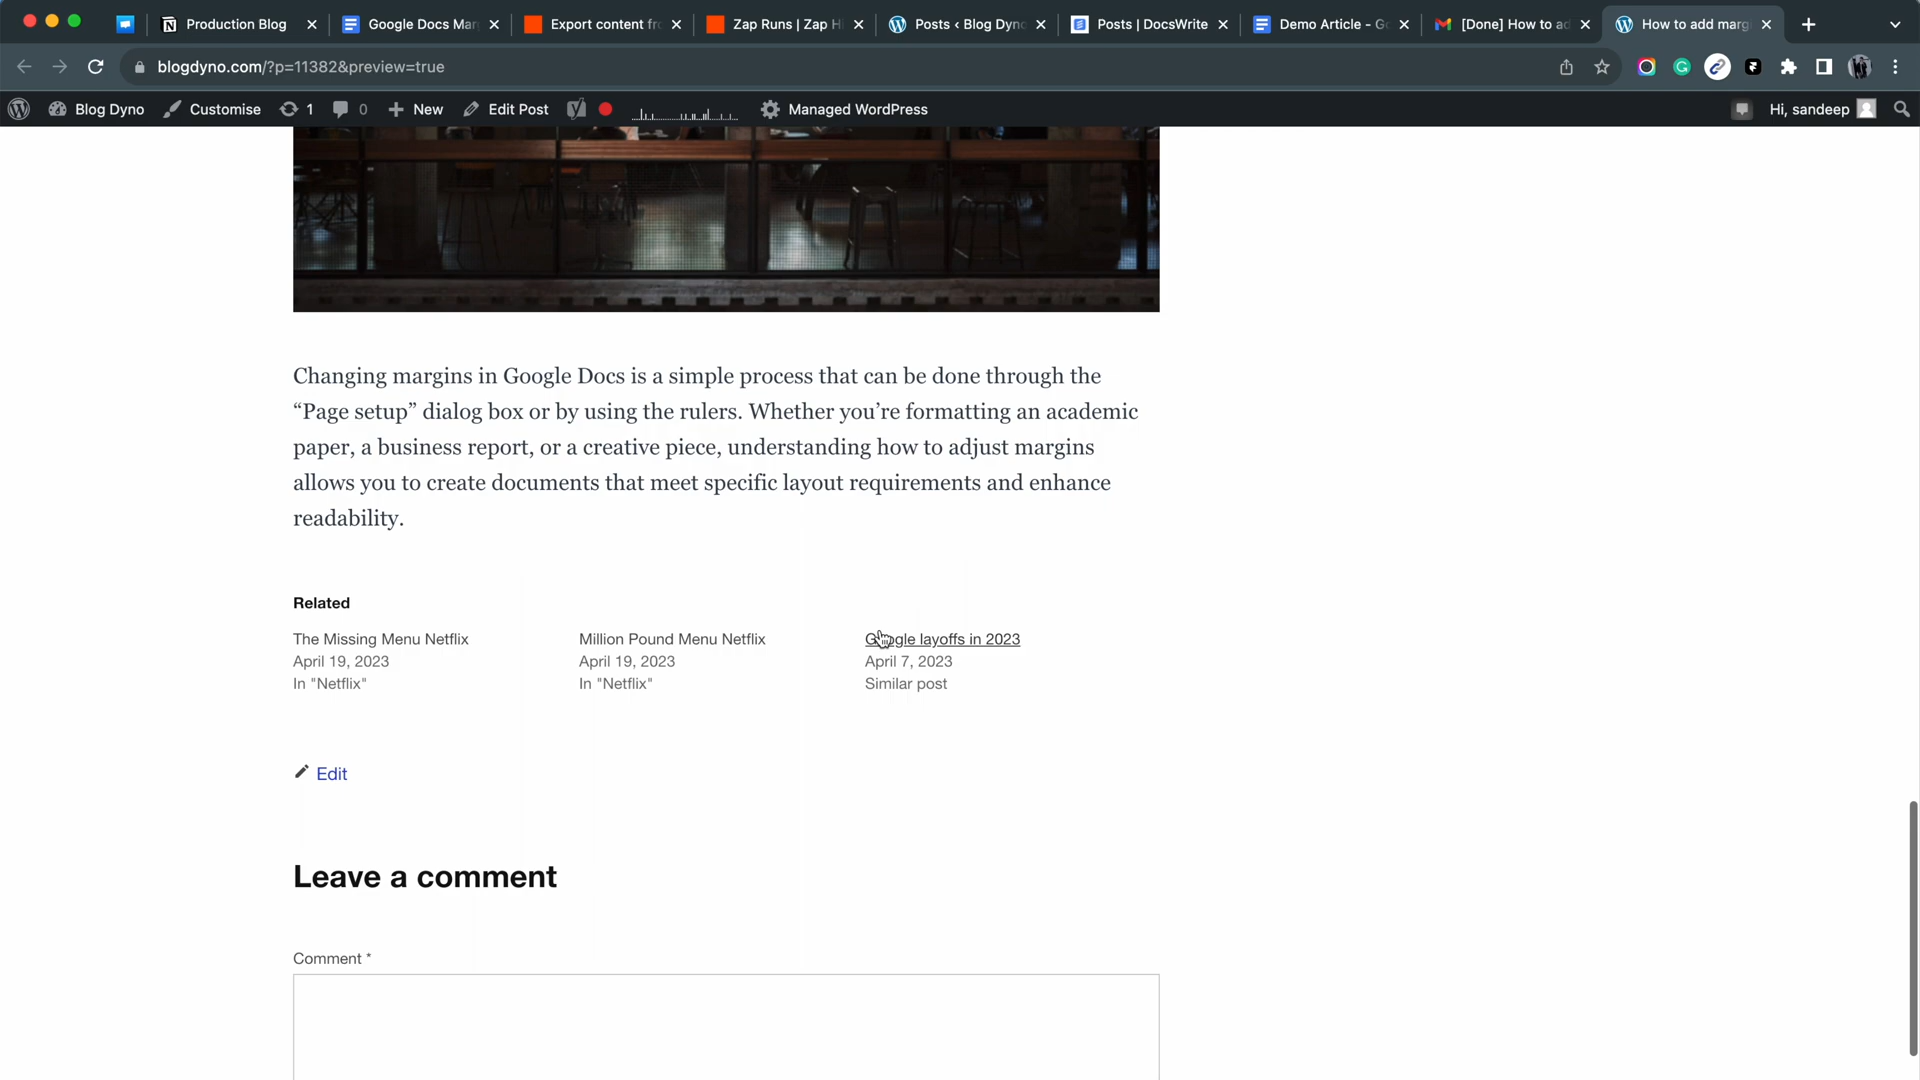 Production Blog
Google Docs Mar
Export content fr
Zap Runs | Zap H
Posts ‹ Blog Dyno
Posts | DocsWrite
Demo Article - Go
[Done] How to ad
How to add marg
blogdyno.com/?p=11382&preview=true
Blog Dyno
Customise
1
0
New
Edit Post
Managed WordPress
Hi, sandeep
Changing margins in Google Docs is a simple process that can be done through the
“Page setup” dialog box or by using the rulers. Whether you’re formatting an academic
paper, a business report, or a creative piece, understanding how to adjust margins
allows you to create documents that meet specific layout requirements and enhance
readability.
Related
The Missing Menu Netflix
April 19, 2023
In "Netflix"
Million Pound Menu Netflix
April 19, 2023
In "Netflix"
Google layoffs in 2023
April 7, 2023
Similar post
Edit
Leave a comment
Comment *